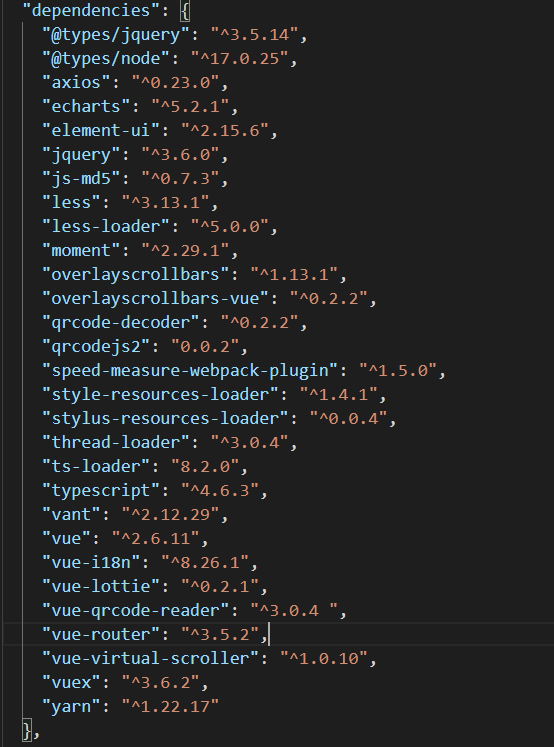 "dependencies": {
"@types/jquery": "^3.5.14",
"@types/node": "^17.0.25",
"axios": "^0.23.0",
"echarts": "^5.2.1",
"element-ui": "^2.15.6",
"jquery": "^3.6.0",
"js-md5": "^0.7.3",
"less": "^3.13.1",
"less-loader": "^5.0.0",
"moment": "^2.29.1",
"overlayscrollbars": "^1.13.1",
"overlayscrollbars-vue": "^0.2.2",
"qrcode-decoder": "^0.2.2",
"qrcodejs2": "0.0.2",
"speed-measure-webpack-plugin": "^1.5.0",
"style-resources-loader": "^1.4.1",
"stylus-resources-loader": "^0.0.4",
"thread-loader": "^3.0.4",
"ts-loader": "8.2.0",
"typescript": "^4.6.3",
"vant": "^2.12.29",
"vue": "^2.6.11",
"vue-i18n": "^8.26.1",
"vue-lottie": "^0.2.1",
"vue-qrcode-reader": "^3.0.4 ",
"vue-router": "^3.5.2",
"vue-virtual-scroller": "^1.0.10",
"vuex": "^3.6.2",
"yarn": "^1.22.17"
},